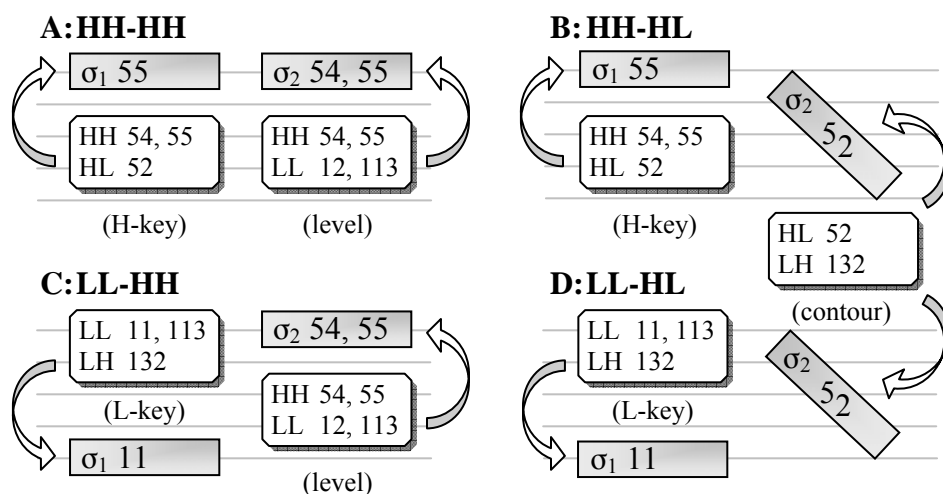 A: HH-HH
σ₁ 55
σ₂ 54, 55
HH 54, 55
HL 52
HH 54, 55
LL 12, 113
(H-key)
(level)
B: HH-HL
σ₁ 55
σ₂ 52
HH 54, 55
HL 52
(H-key)
HL 52
LH 132
(contour)
C: LL-HH
LL 11, 113
LH 132
σ₂ 54, 55
(L-key)
HH 54, 55
LL 12, 113
σ₁ 11
(level)
D: LL-HL
LL 11, 113
LH 132
σ₂ 52
(L-key)
σ₁ 11